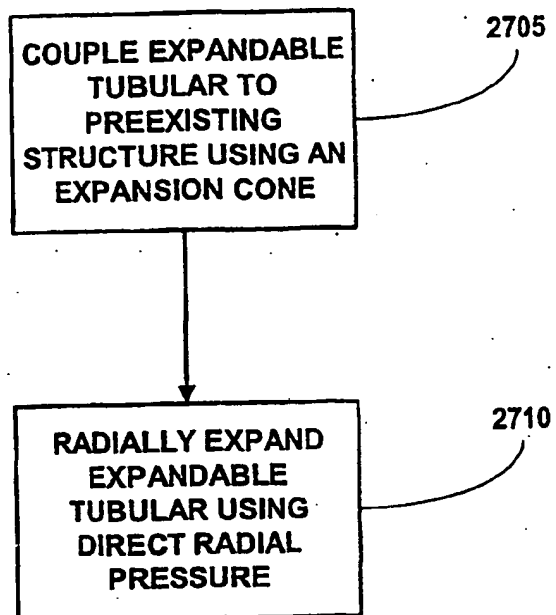 2705
COUPLE EXPANDABLE
TUBULAR TO
PREEXISTING
STRUCTURE USING AN
EXPANSION CONE
2710
RADIALLY EXPAND
EXPANDABLE
TUBULAR USING
DIRECT RADIAL
PRESSURE